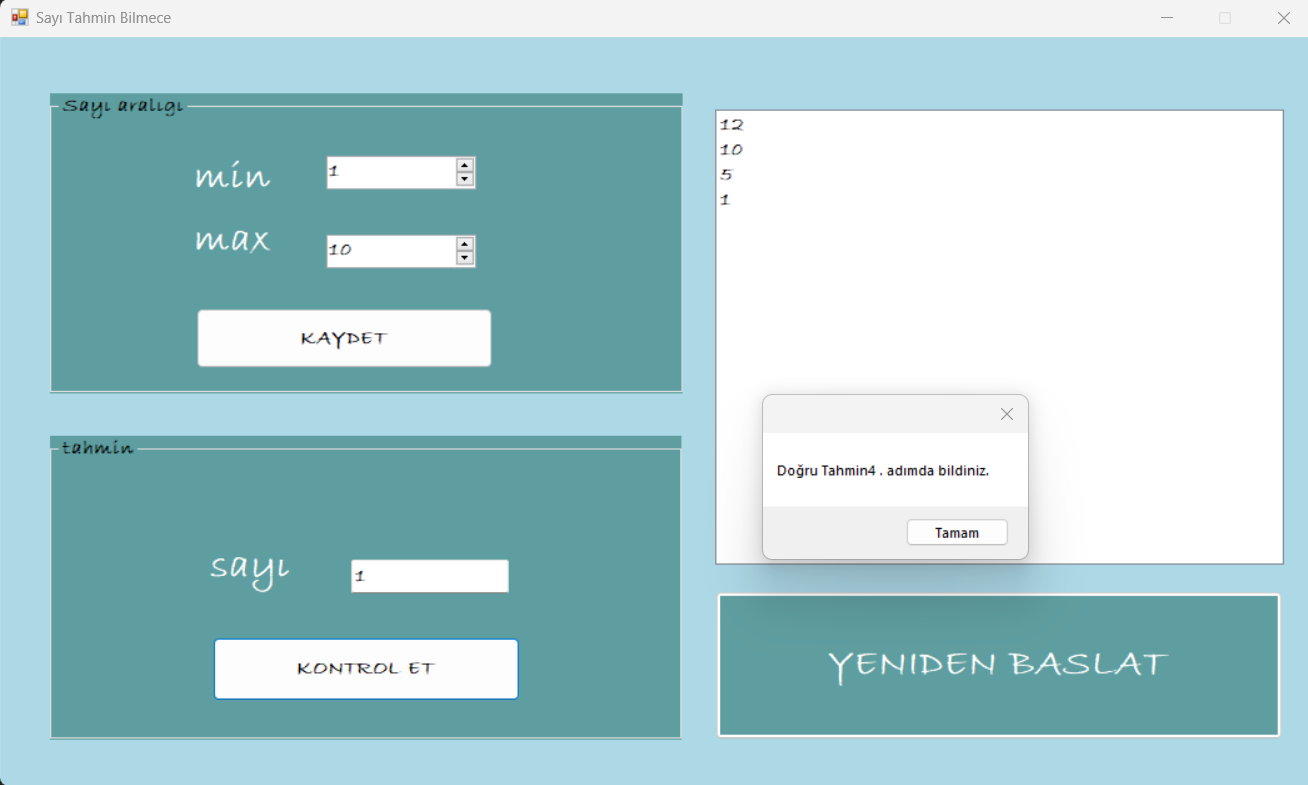 Sayı Tahmin Bilmece
Sayı aralıgı
min
1
max
10
KAYDET
tahmin
sayı
1
KONTROL ET
12
10
5
1
Doğru Tahmin4 . adımda bildiniz.
Tamam
YENIDEN BASLAT